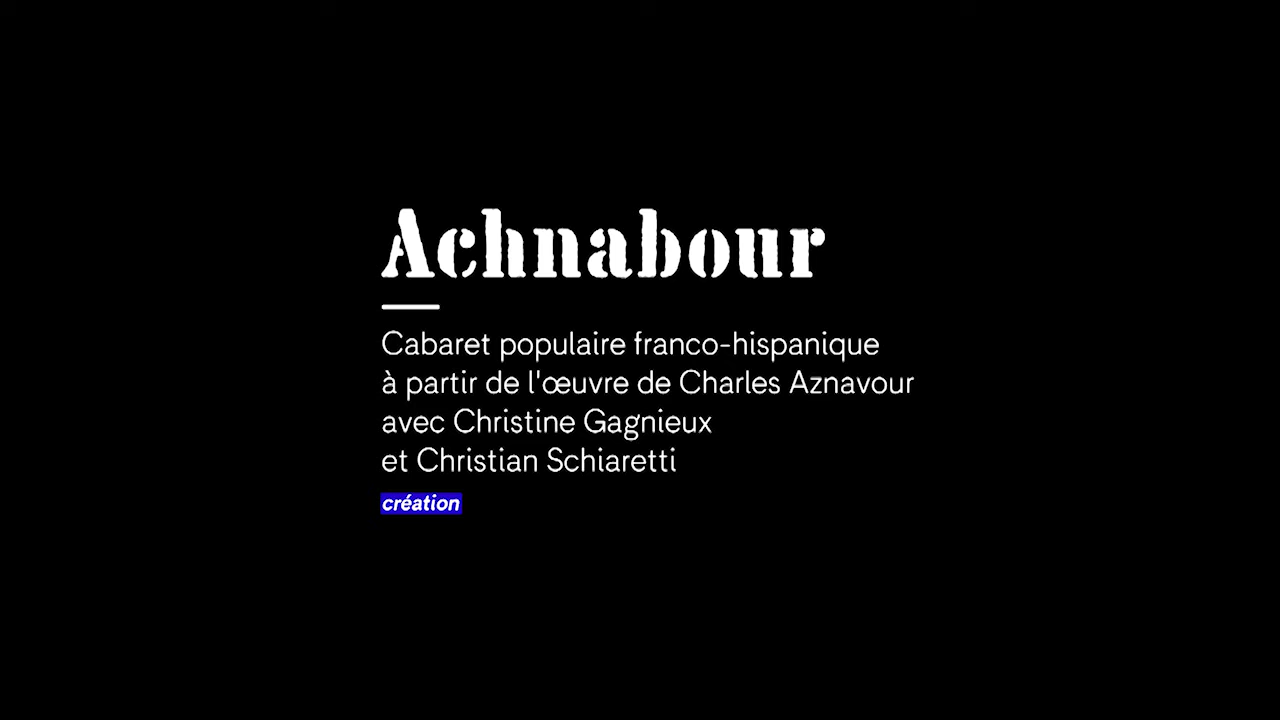 Achnabour
Cabaret populaire franco-hispanique
à partir de l'œuvre de Charles Aznavour
avec Christine Gagnieux
et Christian Schiaretti
création